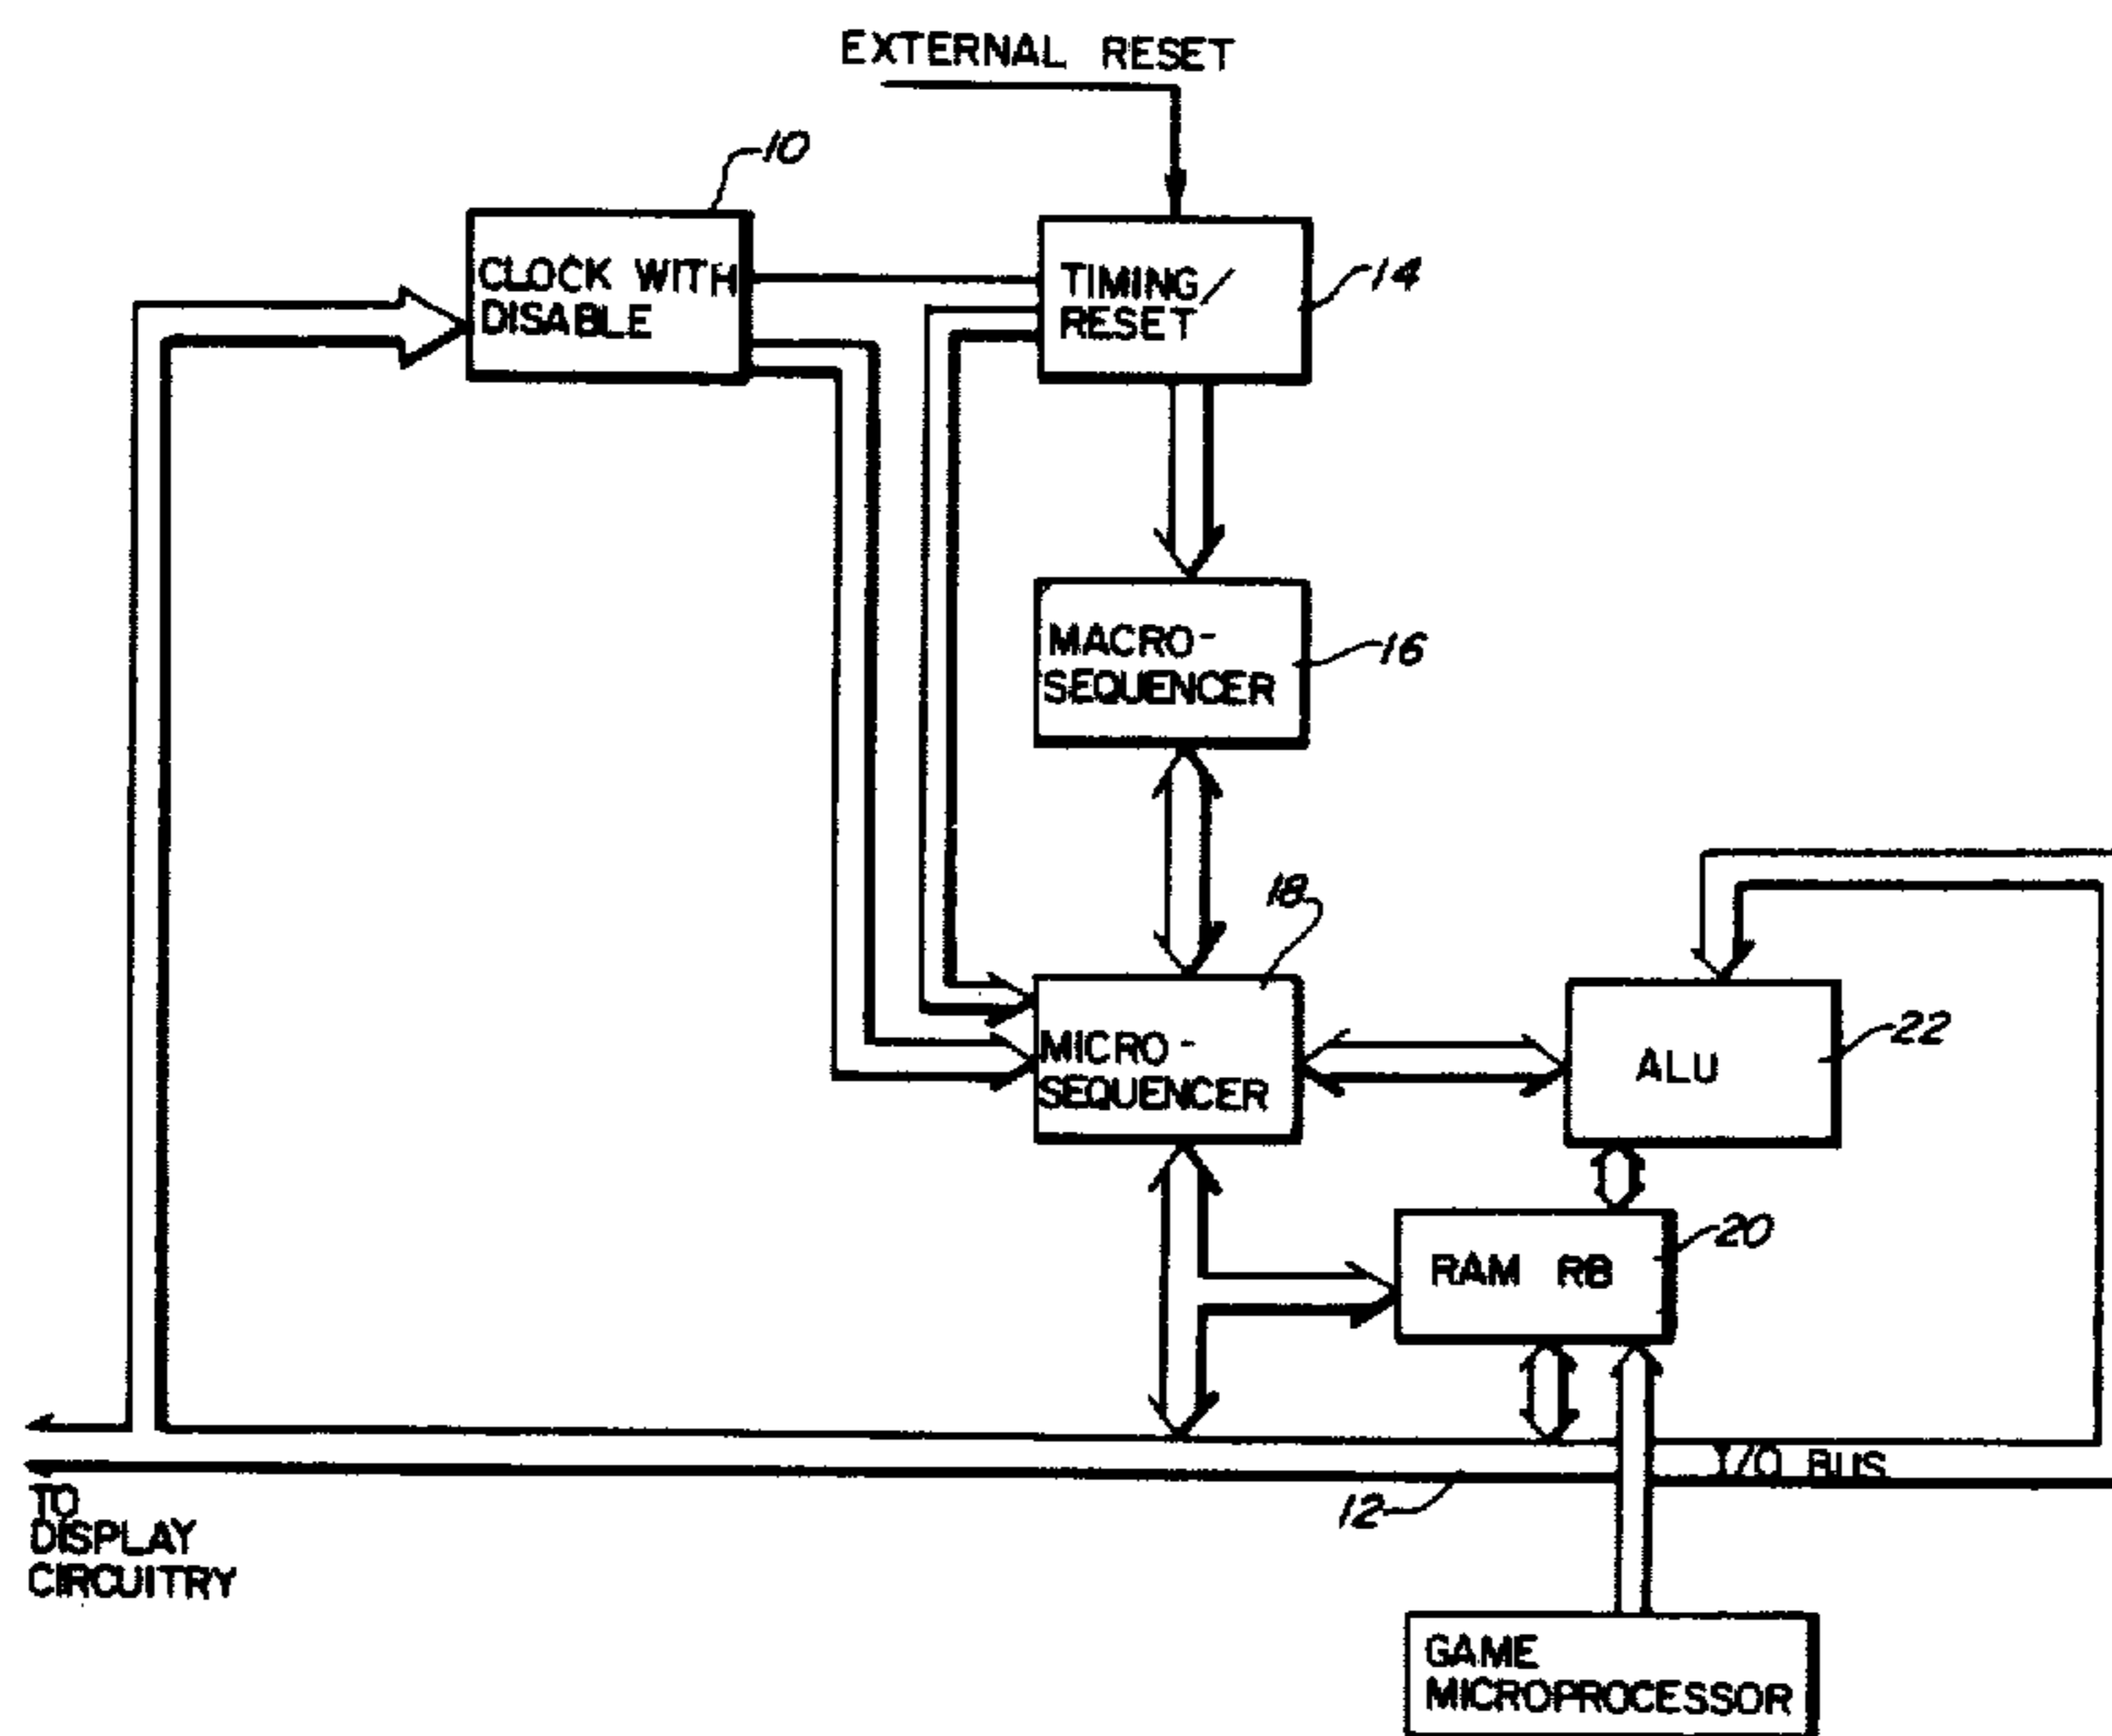 EXTERNAL RESET
10
CLOCK WITH
DISABLE
TIMING/
RESET
14
MACRO-
SEQUENCER
16
18
MICRO-
SEQUENCER
ALU
22
RAM RB
20
I/O BUS
12
TO
DISPLAY
CIRCUITRY
GAME
MICROPROCESSOR